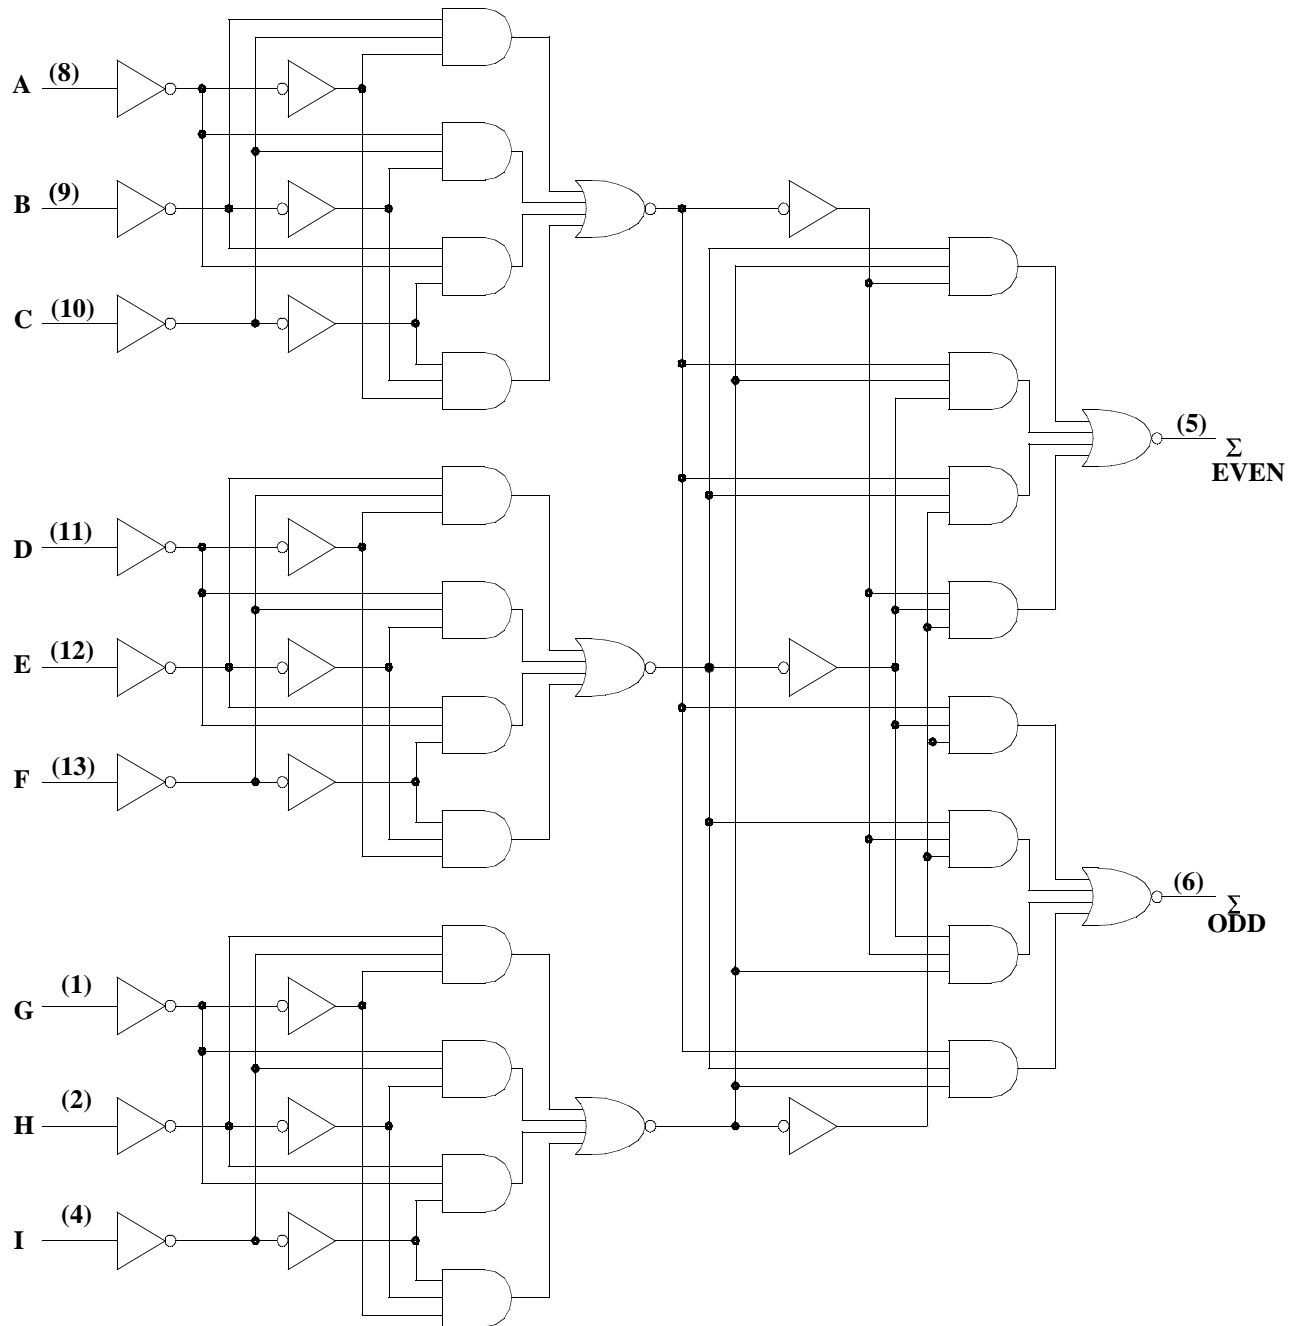 A (8)
B (9)
C (10)
(5) Σ
EVEN
D (11)
E (12)
F (13)
(6) Σ
ODD
G (1)
H (2)
I (4)